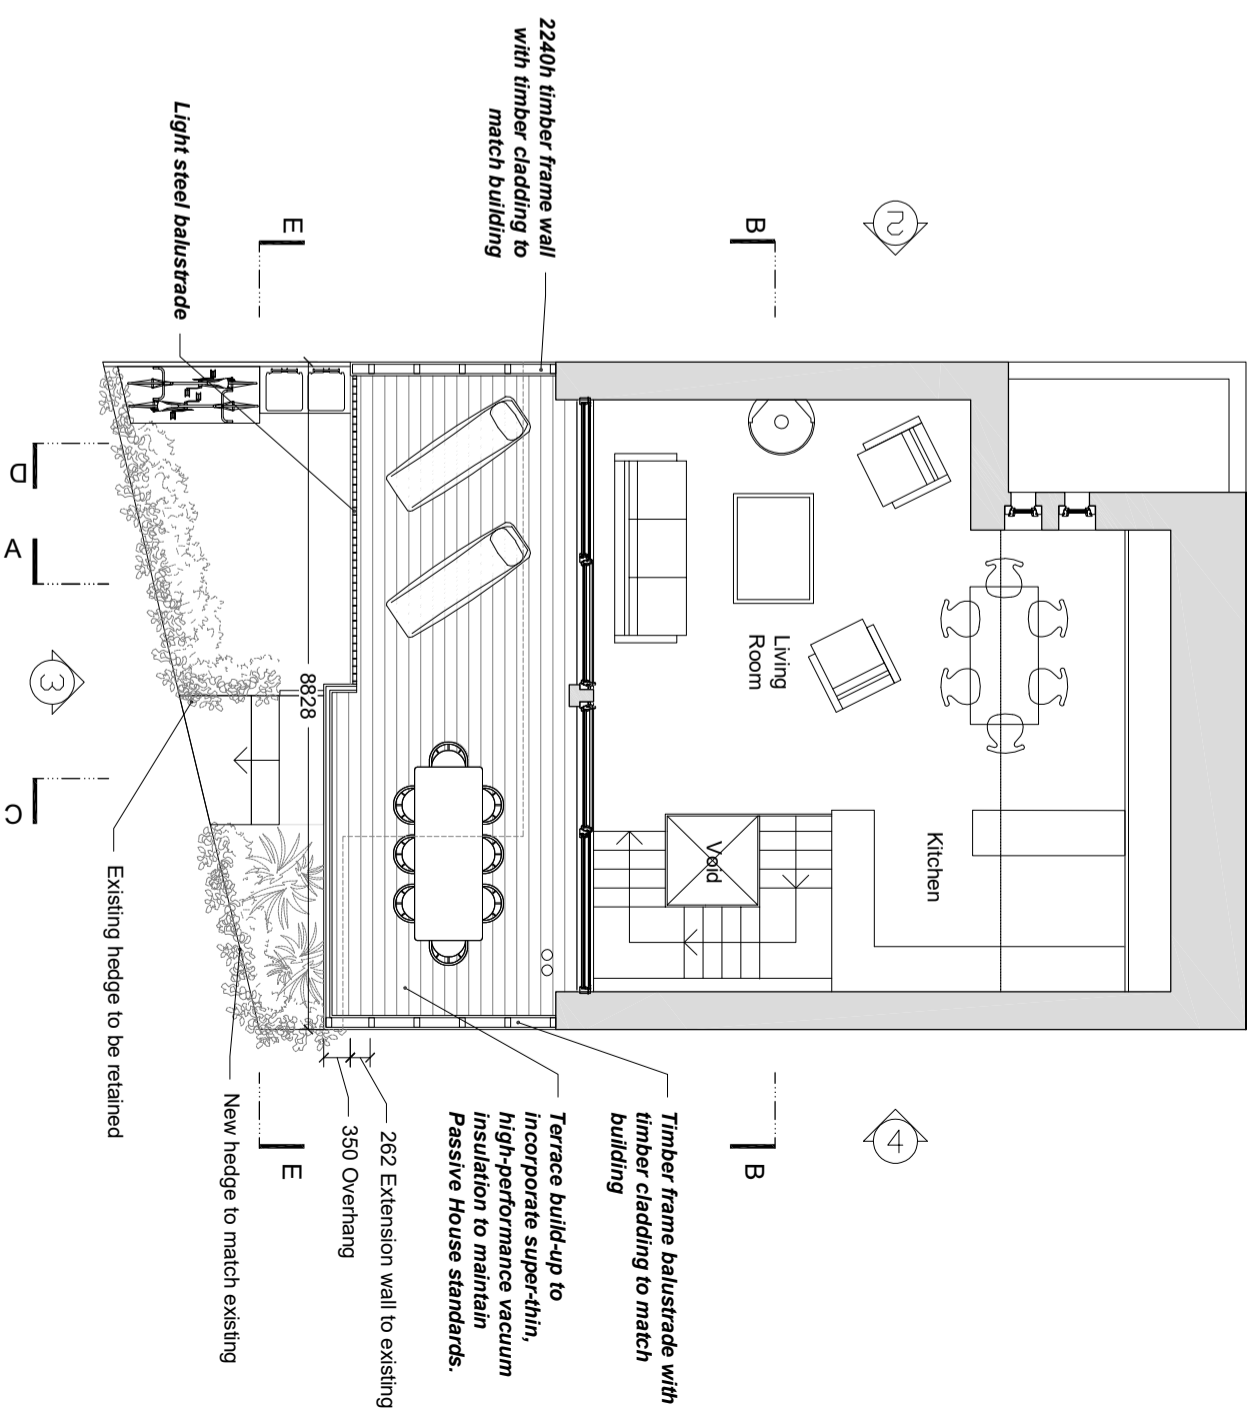 2240h timber frame wall
with timber cladding to
match building
Light steel balustrade
E
B
2
D
A
3
C
8828
Living
Room
Kitchen
Void
Existing hedge to be retained
New hedge to match existing
350 Overhang
262 Extension wall to existing
Terrace build-up to
incorporate super-thin,
high-performance vacuum
insulation to maintain
Passive House standards.
Timber frame balustrade with
timber cladding to match
building
E
B
4